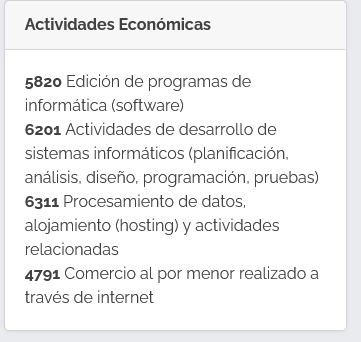 Actividades Económicas
5820 Edición de programas de
informática (software)
6201 Actividades de desarrollo de
sistemas informáticos (planificación,
análisis, diseño, programación, pruebas)
6311 Procesamiento de datos,
alojamiento (hosting) y actividades
relacionadas
4791 Comercio al por menor realizado a
través de internet